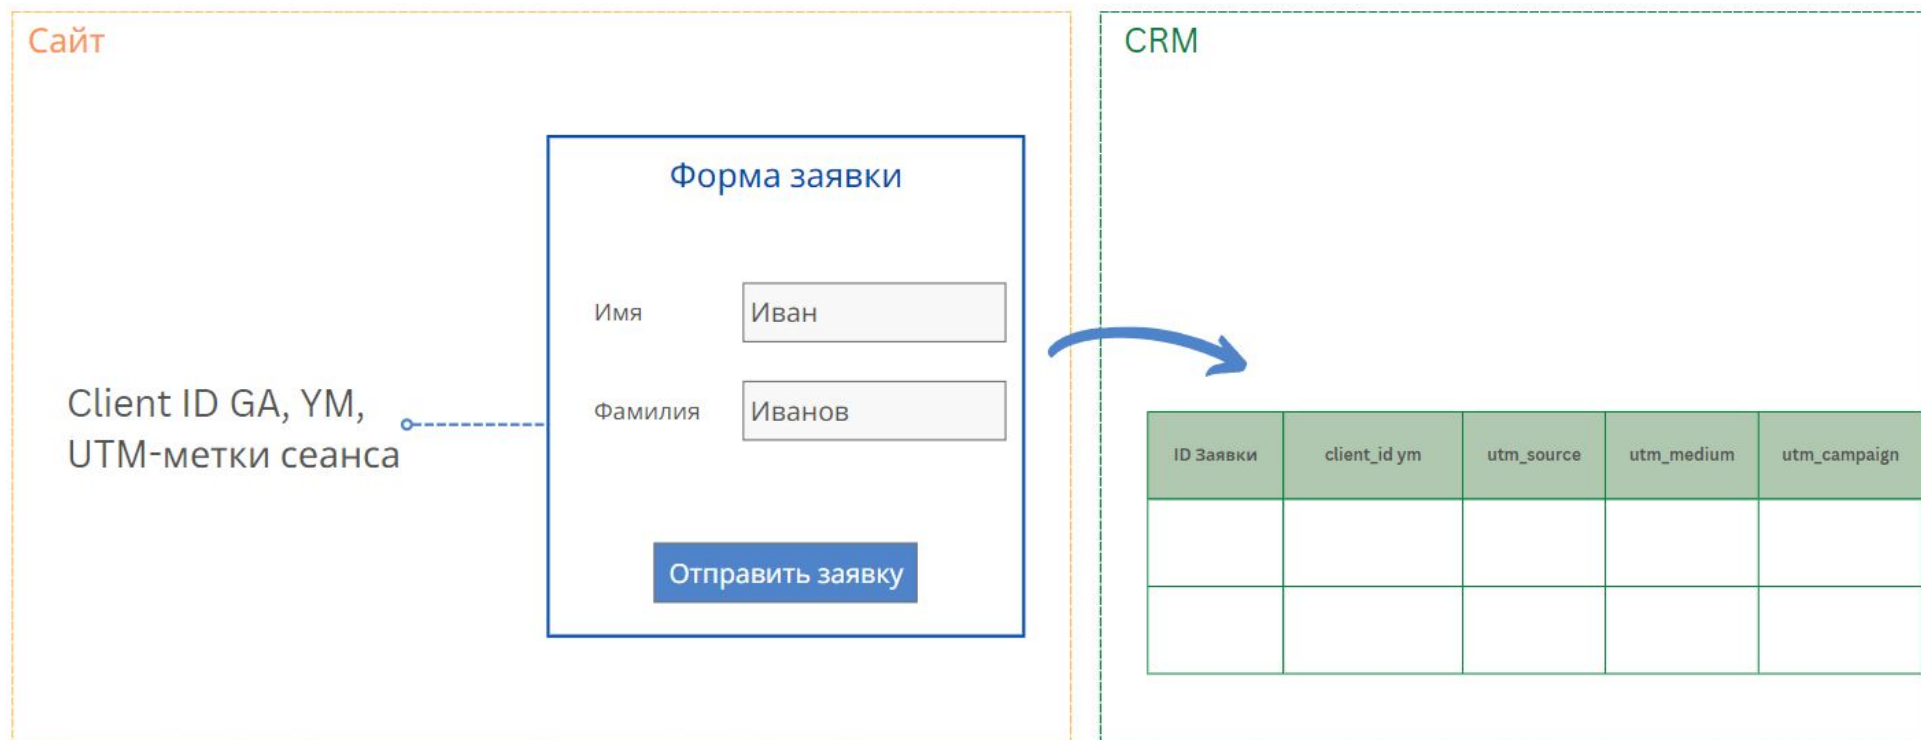 Сайт
Форма заявки
Имя
Иван
Фамилия
Иванов
Client ID GA, YM,
UTM-метки сеанса
Отправить заявку
CRM
ID Заявки client_id ym utm_source utm_medium utm_campaign